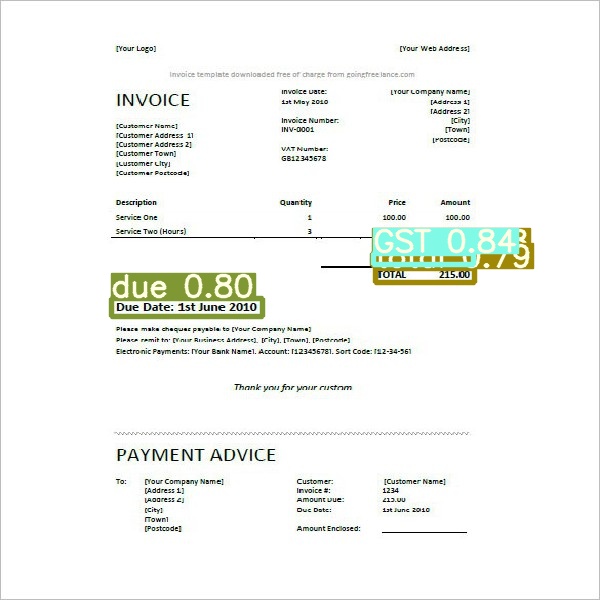 [Your Logo] [Your Web Address]
Invoice template downloaded free of charge from goingfreelance.com
INVOICE
Invoice Date: [Your Company Name]
1st May 2010 [Address 1]
[Address 2]
Invoice Number: [City]
[Customer Name] INV-0001 [Town]
[Customer Address 1] [Postcode]
[Customer Address 2] VAT Number:
[Customer Town] GB12345678
[Customer City]
[Customer Postcode]
Description Quantity Price Amount
Service One 1 100.00 100.00
Service Two (Hours) 3
GST 0.84
0.79
TOTAL 215.00
due 0.80
Due Date: 1st June 2010
Please make cheques payable to [Your Company Name]
Please remit to: [Your Business Address], [City], [Town], [Postcode]
Electronic Payments: [Your Bank Name]. Account: [12345678]. Sort Code: [12-34-56]
Thank you for your custom
PAYMENT ADVICE
To: [Your Company Name] Customer: [Customer Name]
[Address 1] Invoice #: 1234
[Address 2] Amount Due: 215.00
[City] Due Date: 1st June 2010
[Town]
[Postcode] Amount Enclosed: